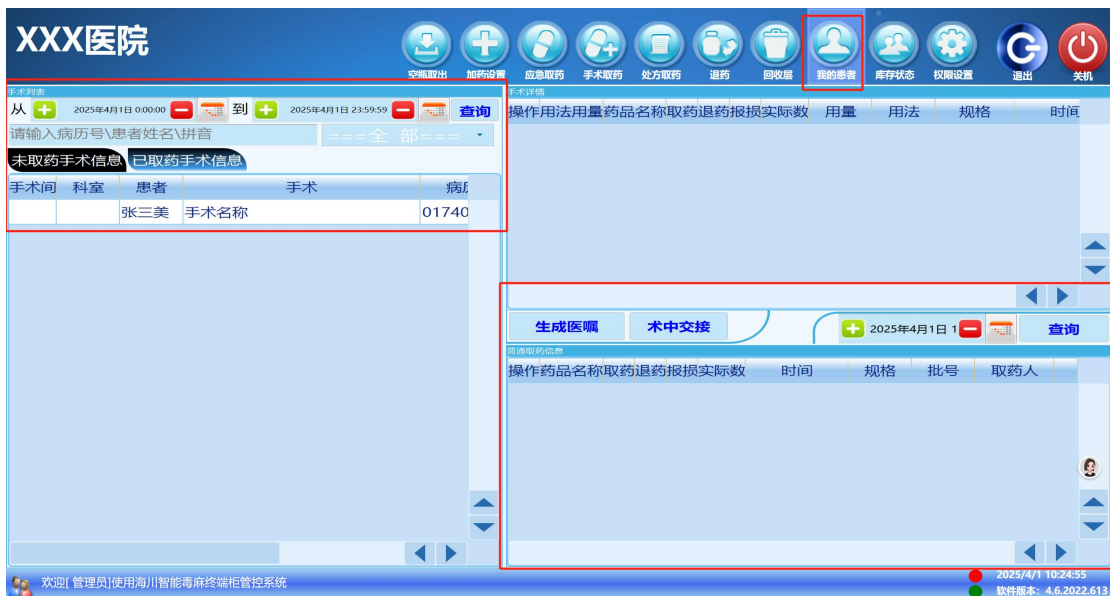 XXX医院
空瓶取出 加药设置 应急取药 手术取药 处方取药 退药 回收层 我的患者 库存状态 权限设置 退出 关机
手术列表
从 2025年4月1日 0:00:00 到 2025年4月1日 23:59:59 查询
请输入病历号\患者姓名\拼音 ===全 部===
未取药手术信息 已取药手术信息
手术间 科室 患者 手术 病历
张三美 手术名称 01740
手术详情
操作 用法用量 药品名称 取药 退药 报损 实际数 用量 用法 规格 时间
生成医嘱 术中交接 2025年4月1日 1 查询
普通取药信息
操作 药品名称 取药 退药 报损 实际数 时间 规格 批号 取药人
欢迎[ 管理员]使用海川智能毒麻终端柜管控系统
2025/4/1 10:24:55
软件版本: 4.6.2022.613